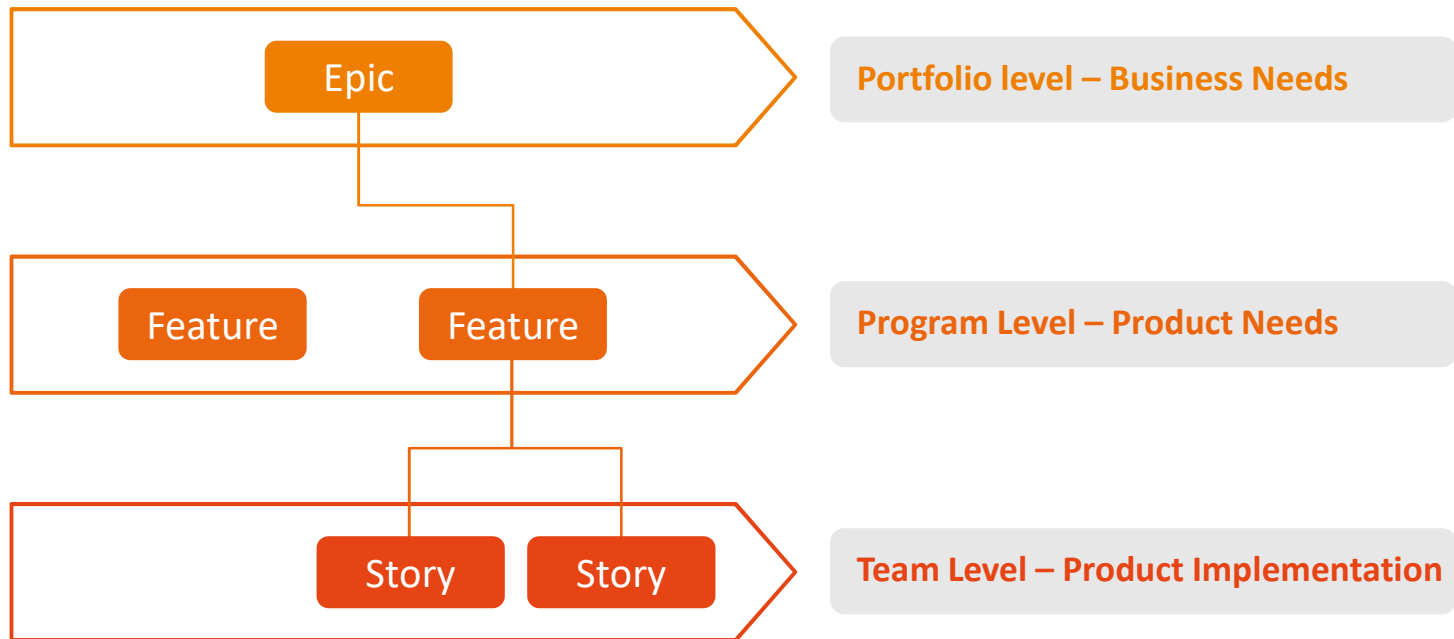 Epic
Portfolio level – Business Needs
Feature
Feature
Program Level – Product Needs
Story
Story
Team Level – Product Implementation